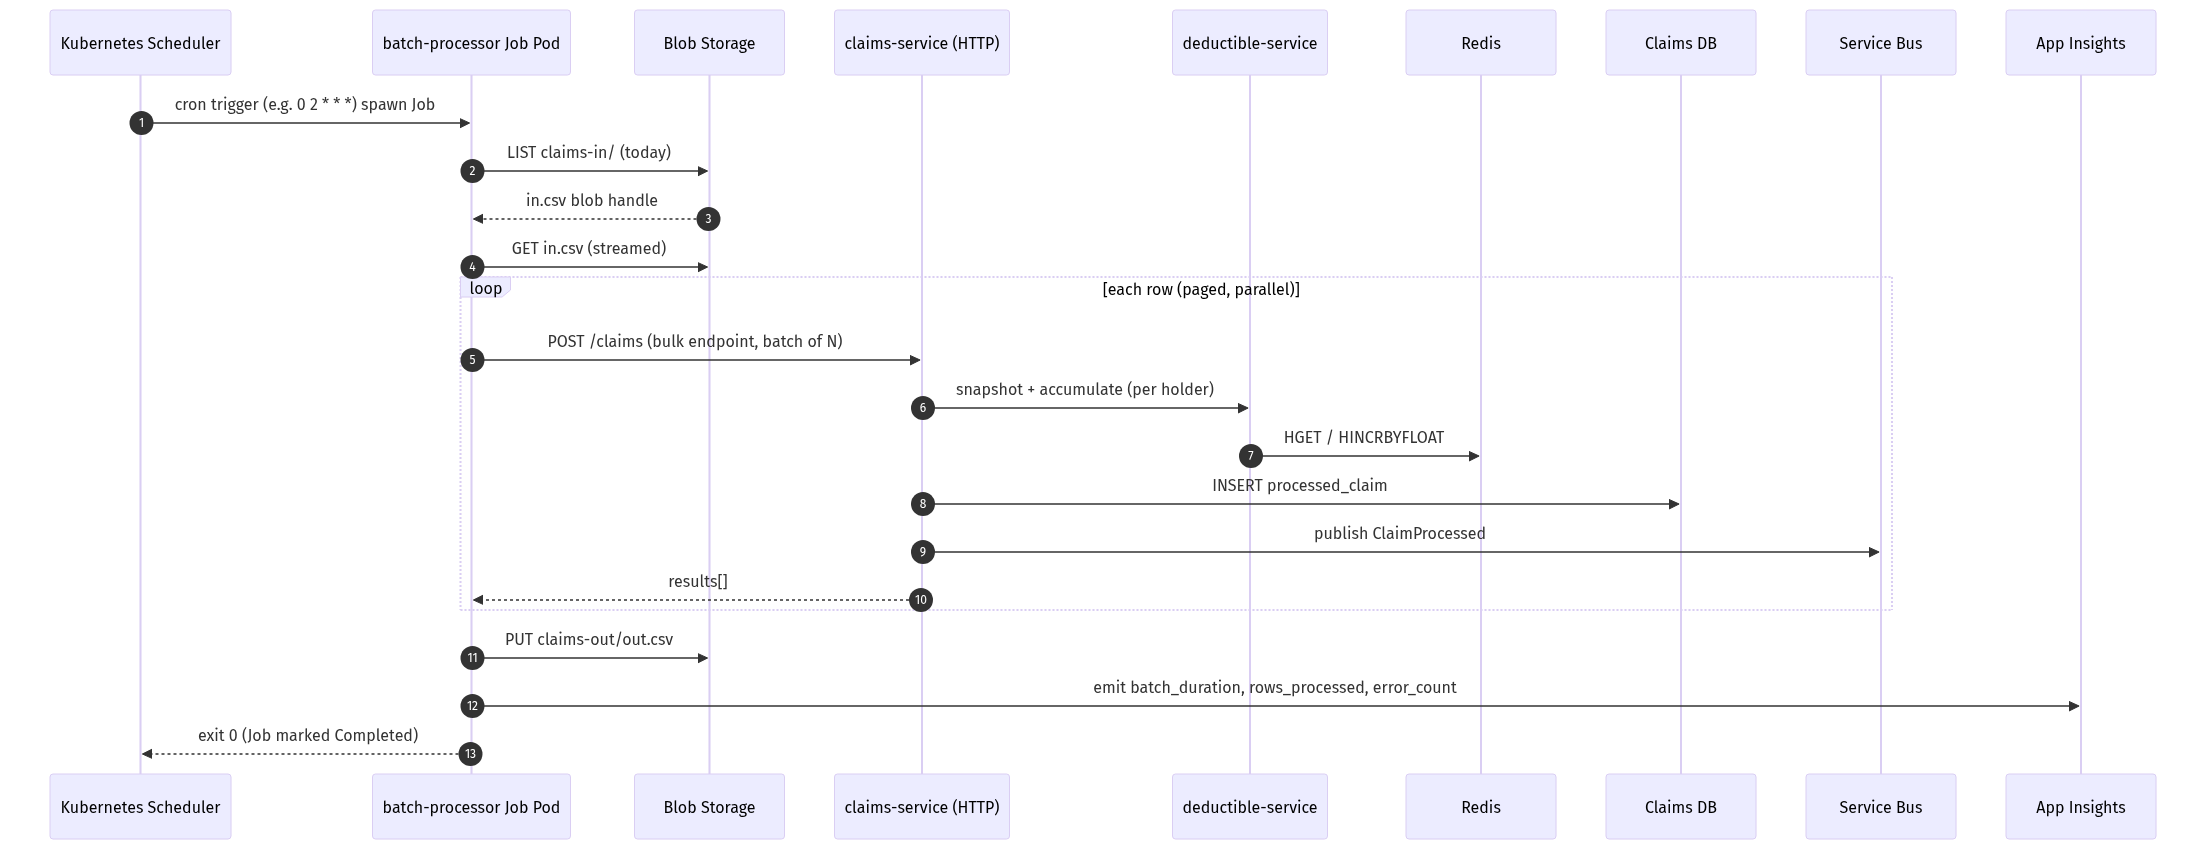 Kubernetes Scheduler
batch-processor Job Pod
Blob Storage
claims-service (HTTP)
deductible-service
Redis
Claims DB
Service Bus
App Insights
cron trigger (e.g. 0 2 * * *) spawn Job
1
LIST claims-in/ (today)
2
in.csv blob handle
3
GET in.csv (streamed)
4
loop
[each row (paged, parallel)]
POST /claims (bulk endpoint, batch of N)
5
snapshot + accumulate (per holder)
6
HGET / HINCRBYFLOAT
7
INSERT processed_claim
8
publish ClaimProcessed
9
results[]
10
PUT claims-out/out.csv
11
emit batch_duration, rows_processed, error_count
12
exit 0 (Job marked Completed)
13
Kubernetes Scheduler
batch-processor Job Pod
Blob Storage
claims-service (HTTP)
deductible-service
Redis
Claims DB
Service Bus
App Insights